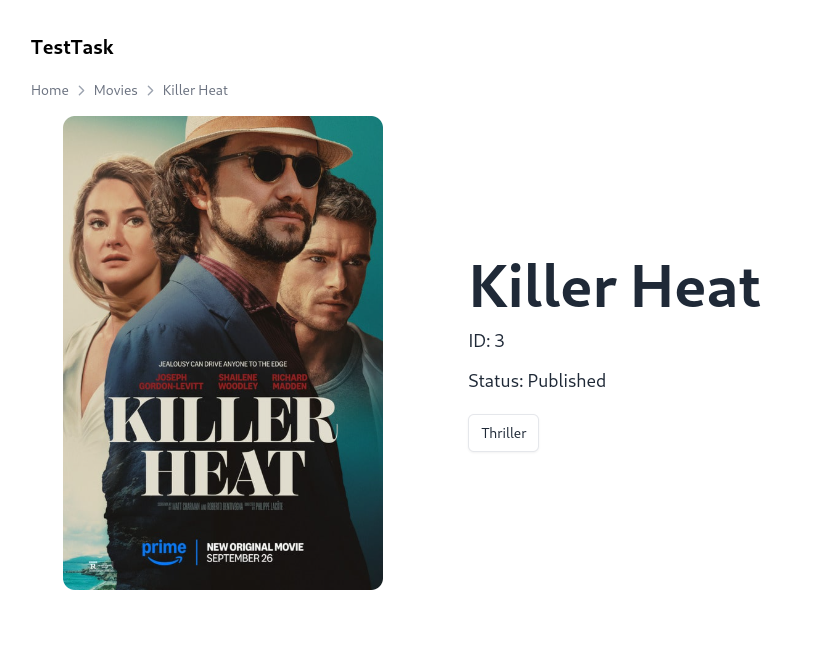 TestTask
Home > Movies > Killer Heat
JEALOUSY CAN DRIVE ANYONE TO THE EDGE
JOSEPH GORDON-LEVITT SHAILENE WOODLEY RICHARD MADDEN
KILLER
HEAT
prime
NEW ORIGINAL MOVIE
SEPTEMBER 26
R
Killer Heat
ID: 3
Status: Published
Thriller